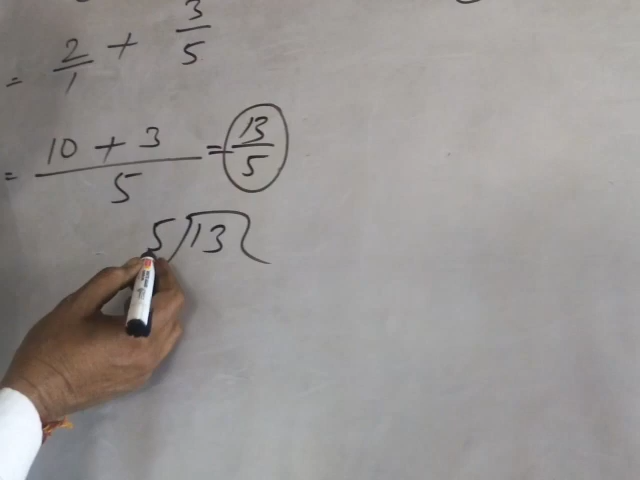 = 2/1 + 3/5
= 10 + 3 / 5 = 13/5
5 ) 13 (